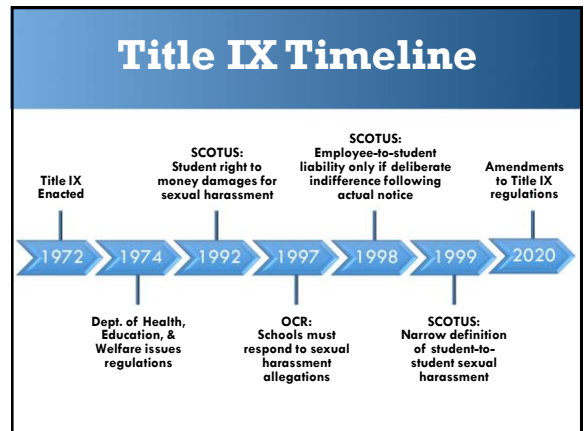 Title IX Timeline
Title IX
Enacted
SCOTUS:
Student right to
money damages for
sexual harassment
SCOTUS:
Employee-to-student
liability only if deliberate
indifference following
actual notice
Amendments
to Title IX
regulations
1972
1974
1992
1997
1998
1999
2020
Dept. of Health,
Education, &
Welfare issues
regulations
OCR:
Schools must
respond to sexual
harassment
allegations
SCOTUS:
Narrow definition
of student-to-
student sexual
harassment